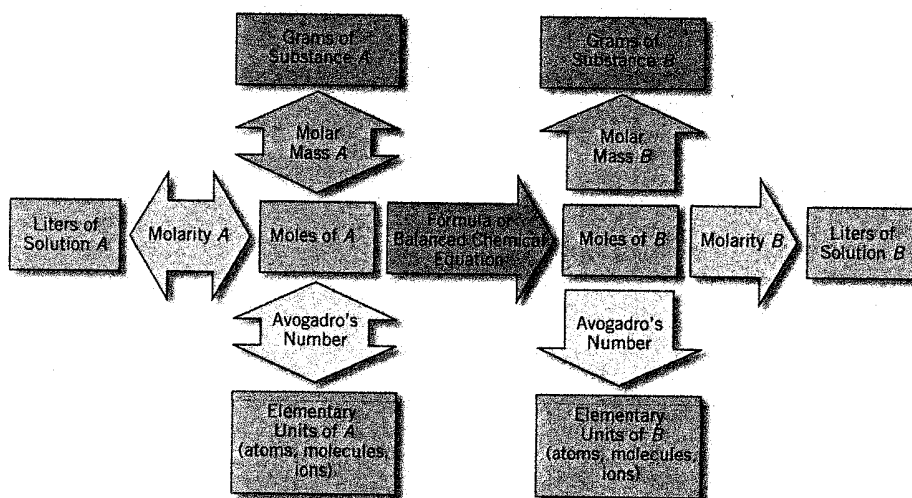 Grams of
Substance A
Grams of
Substance B
Molar
Mass A
Molar
Mass B
Liters of
Solution A
Molarity A
Moles of A
Formula or
Balanced Chemical
Equation
Moles of B
Molarity B
Liters of
Solution B
Avogadro's
Number
Avogadro's
Number
Elementary
Units of A
(atoms, molecules,
ions)
Elementary
Units of B
(atoms, molecules,
ions)